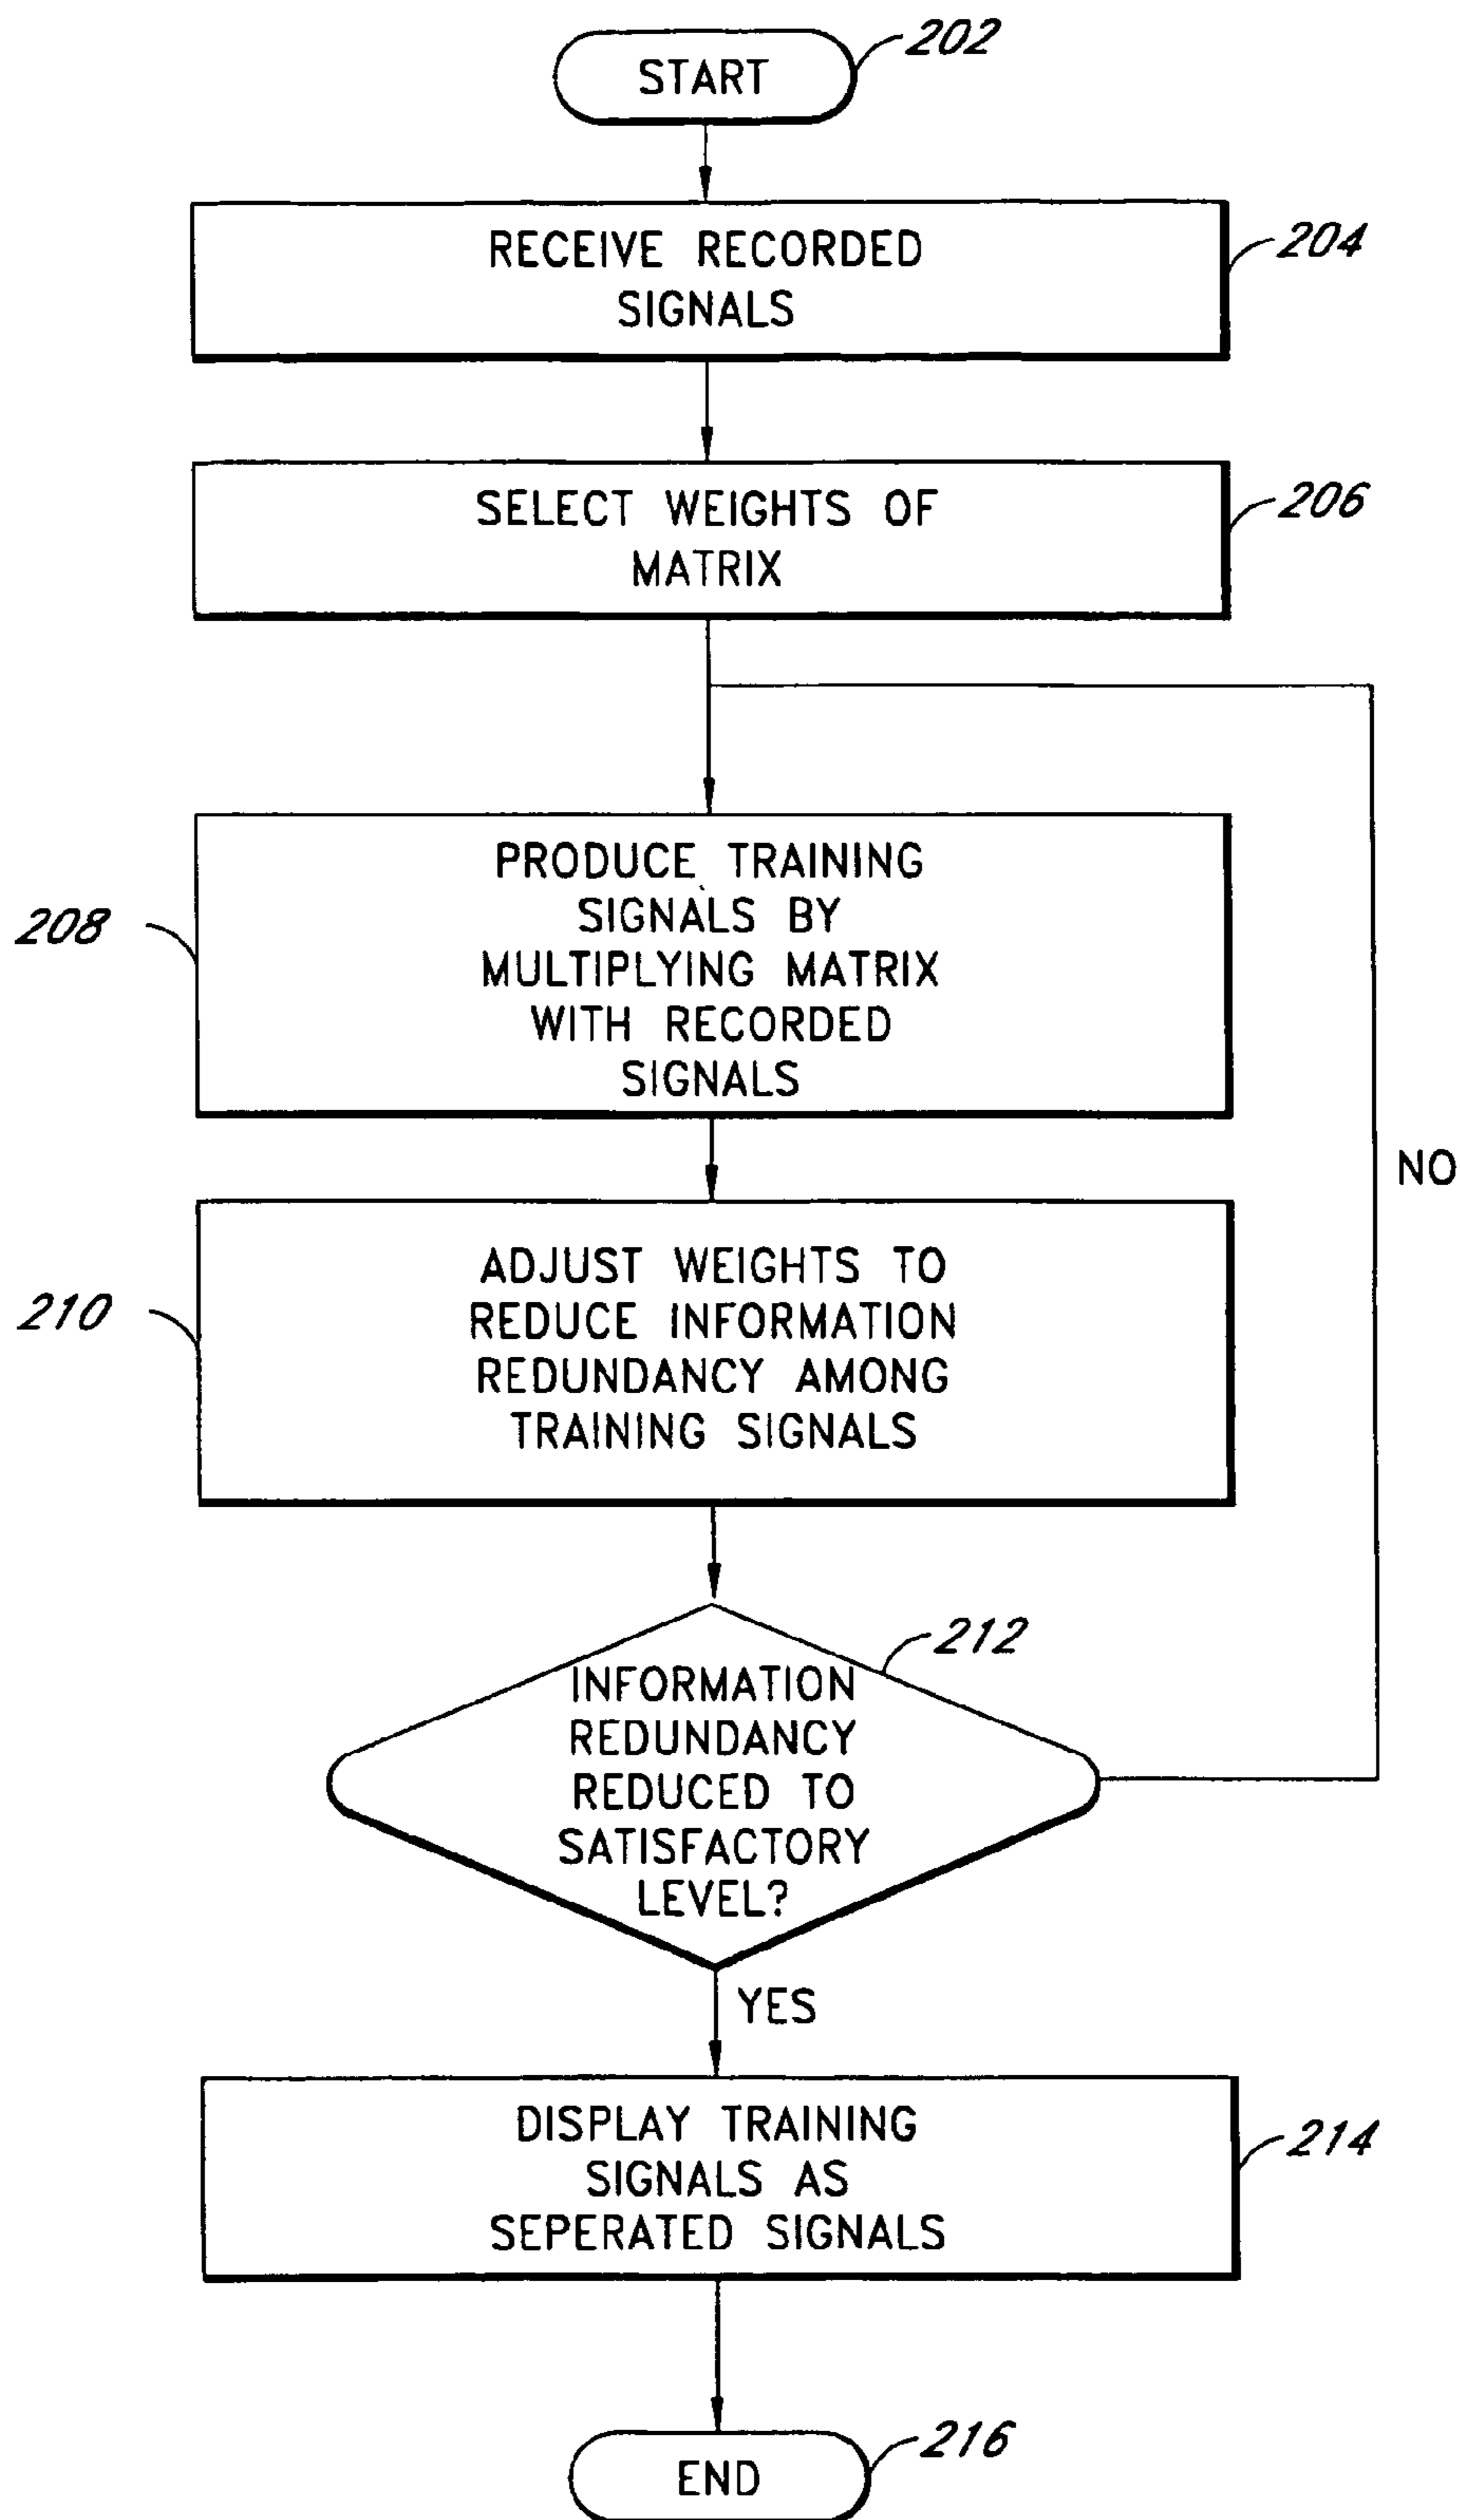 START
202
RECEIVE RECORDED
SIGNALS
204
SELECT WEIGHTS OF
MATRIX
206
PRODUCE TRAINING
SIGNALS BY
MULTIPLYING MATRIX
WITH RECORDED
SIGNALS
208
NO
ADJUST WEIGHTS TO
REDUCE INFORMATION
REDUNDANCY AMONG
TRAINING SIGNALS
210
INFORMATION
REDUNDANCY
REDUCED TO
SATISFACTORY
LEVEL?
212
YES
DISPLAY TRAINING
SIGNALS AS
SEPERATED SIGNALS
214
END
216